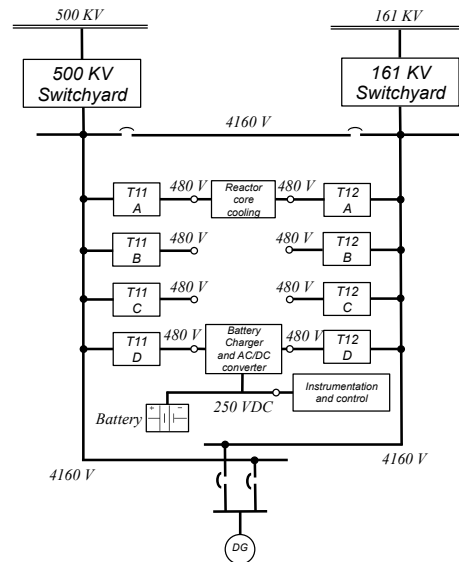 500 KV
161 KV
500 KV
Switchyard
161 KV
Switchyard
4160 V
T11
A
480 V
Reactor
core
cooling
480 V
T12
A
T11
B
480 V
480 V
T12
B
T11
C
480 V
480 V
T12
C
T11
D
480 V
Battery
Charger
and AC/DC
converter
480 V
T12
D
Instrumentation
and control
Battery
+
−
250 VDC
4160 V
4160 V
DG